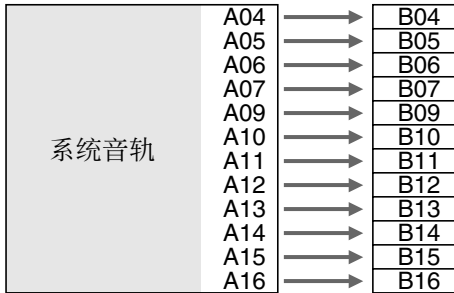 A04 B04
A05 B05
A06 B06
A07 B07
A09 B09
A10 B10
系统音轨
A11 B11
A12 B12
A13 B13
A14 B14
A15 B15
A16 B16